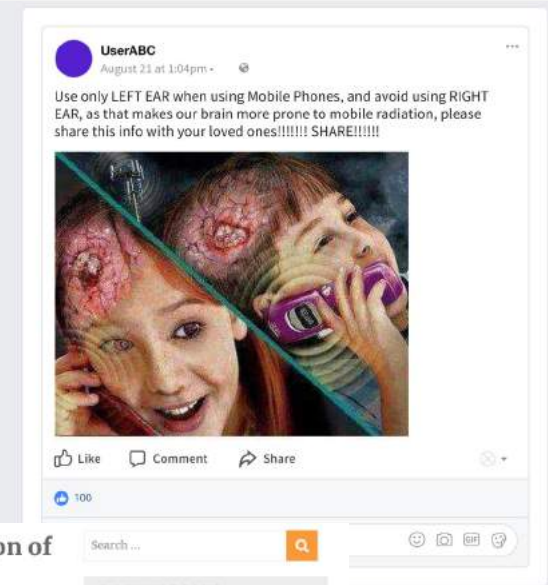 UserABC
August 21 at 1:04pm •
Use only LEFT EAR when using Mobile Phones, and avoid using RIGHT
EAR, as that makes our brain more prone to mobile radiation, please
share this info with your loved ones!!!!!!! SHARE!!!!!!
Like Comment Share
100
on of
Search ...
GIF